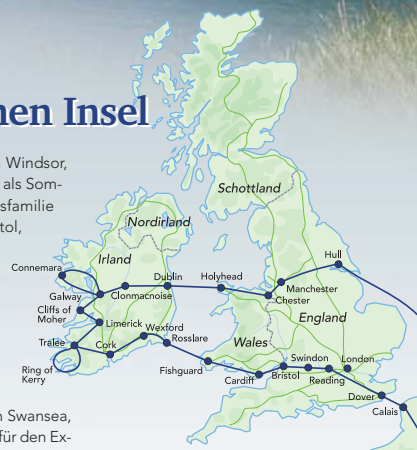 nen Insel
Windsor,
als Som-
sfamilie
tol,
Schottland
Nordirland
Irland
Hull
Connemara
Dublin
Holyhead
Manchester
Galway
Clonmacnoise
Chester
Cliffs of
Moher
England
Limerick
Wexford
Rosslare
Wales
Tralee
Cork
Swindon
London
Ring of
Kerry
Fishguard
Cardiff
Bristol
Reading
Dover
Calais
n Swansea,
für den Ex-